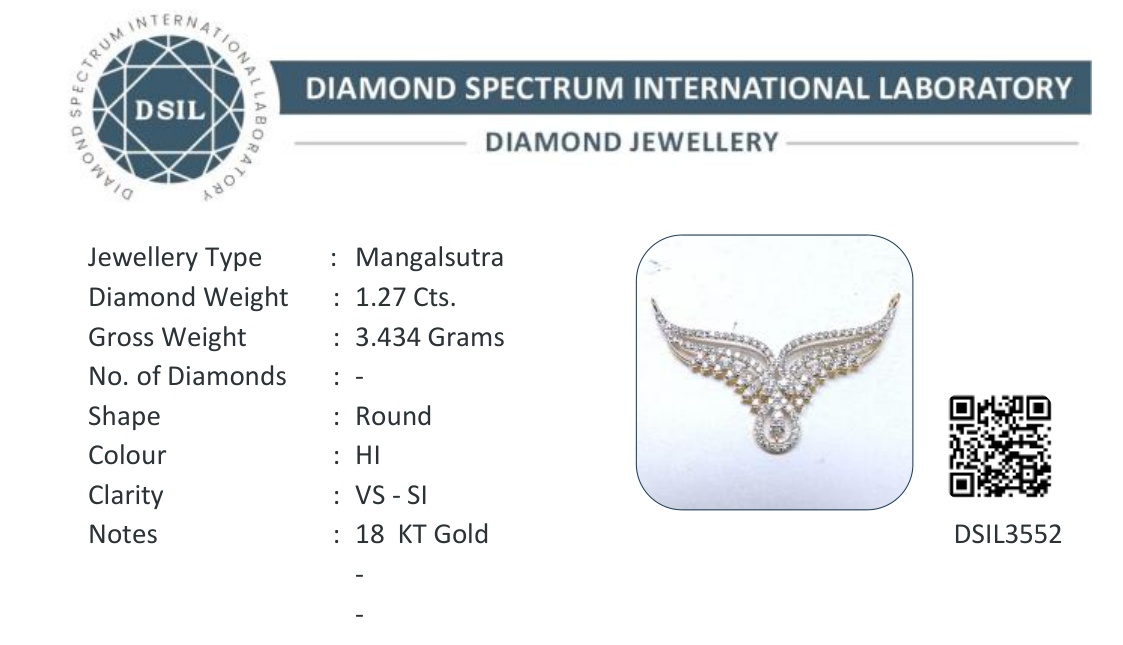 DIAMOND SPECTRUM INTERNATIONAL LABORATORY
DSIL
DIAMOND SPECTRUM INTERNATIONAL LABORATORY
DIAMOND JEWELLERY
Jewellery Type : Mangalsutra
Diamond Weight : 1.27 Cts.
Gross Weight : 3.434 Grams
No. of Diamonds : -
Shape : Round
Colour : HI
Clarity : VS - SI
Notes : 18 KT Gold
-
-
DSIL3552